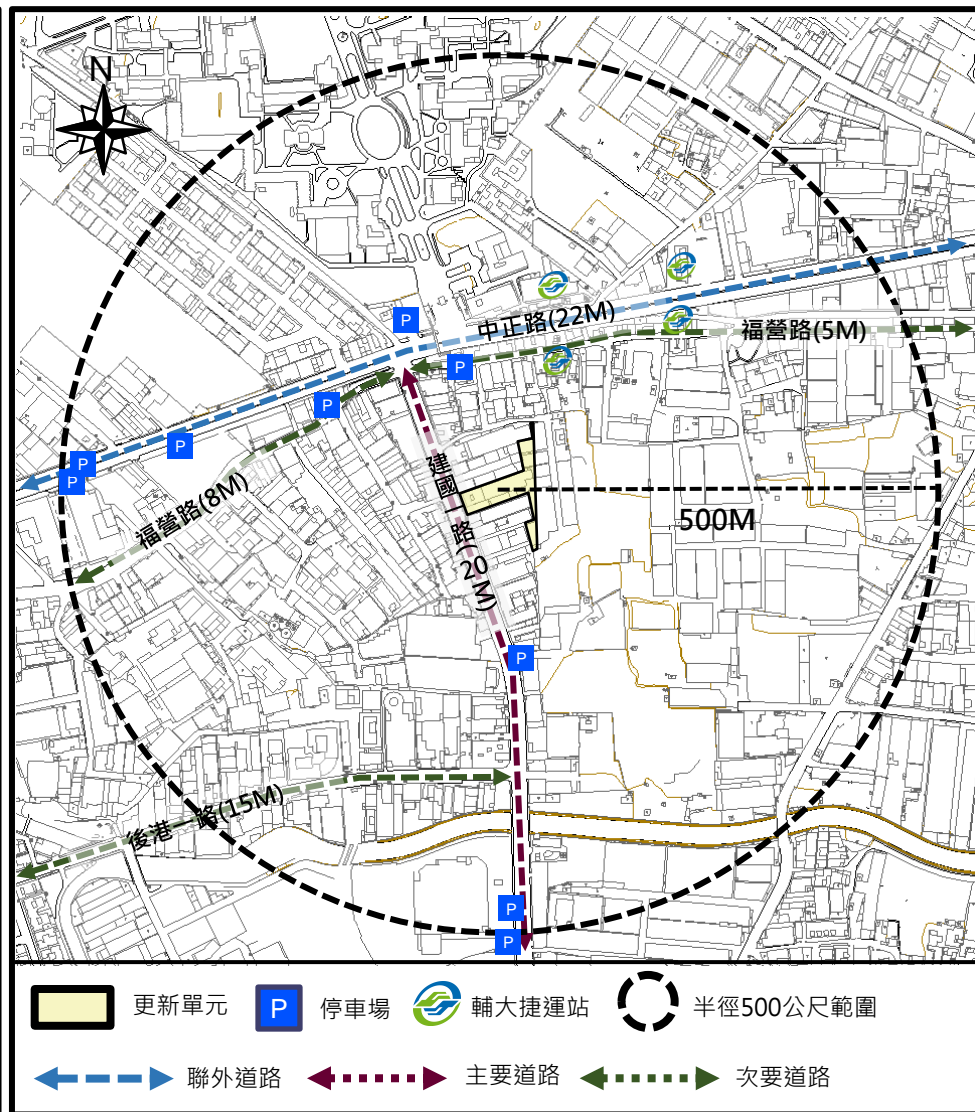 N
P
中正路(22M)
福營路(5M)
P
P
P
P
P
建國一路(20M)
500M
福營路(8M)
P
後港一路(15M)
P
P
更新單元
P
停車場
輔大捷運站
半徑500公尺範圍
聯外道路
主要道路
次要道路